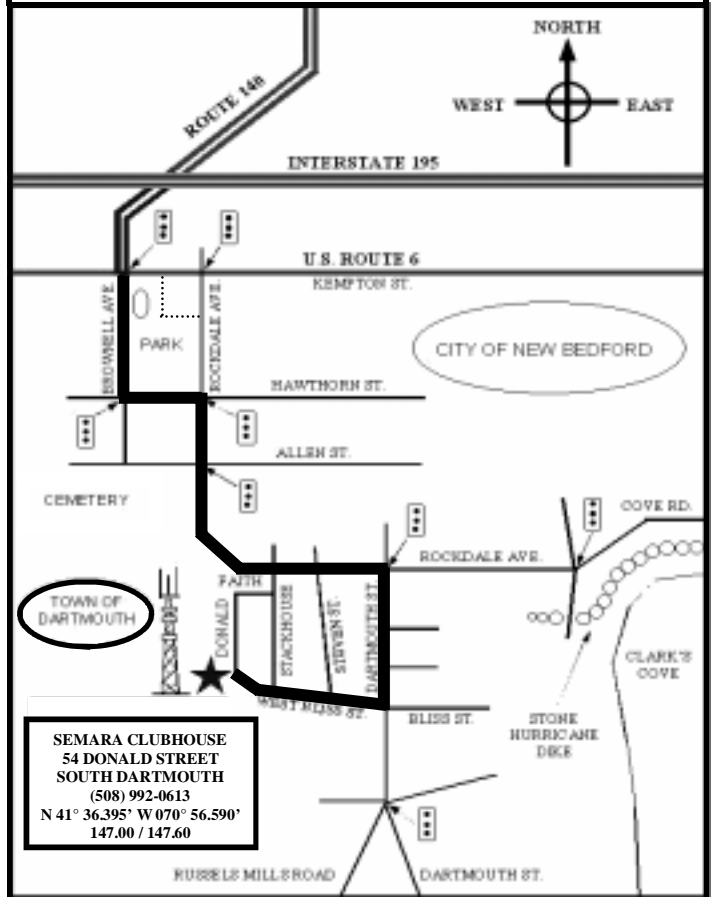 NORTH
ROUTE 140
WEST
EAST
INTERSTATE 195
U.S. ROUTE 6
KEMPTON ST.
BROWNELL AVE.
PARK
ROCKDALE AVE.
CITY OF NEW BEDFORD
HAWTHORN ST.
ALLEN ST.
CEMETERY
COVE RD.
ROCKDALE AVE.
FAITH
TOWN OF
DARTMOUTH
DONALD
STACKHOUSE
STEVENS ST.
DARTMOUTH ST.
CLARK'S
COVE
WEST BLISS ST.
BLISS ST.
STONE
HURRICANE
DIKE
SEMARA CLUBHOUSE
54 DONALD STREET
SOUTH DARTMOUTH
(508) 992-0613
N 41° 36.395’ W 070° 56.590’
147.00 / 147.60
RUSSELS MILLS ROAD
DARTMOUTH ST.